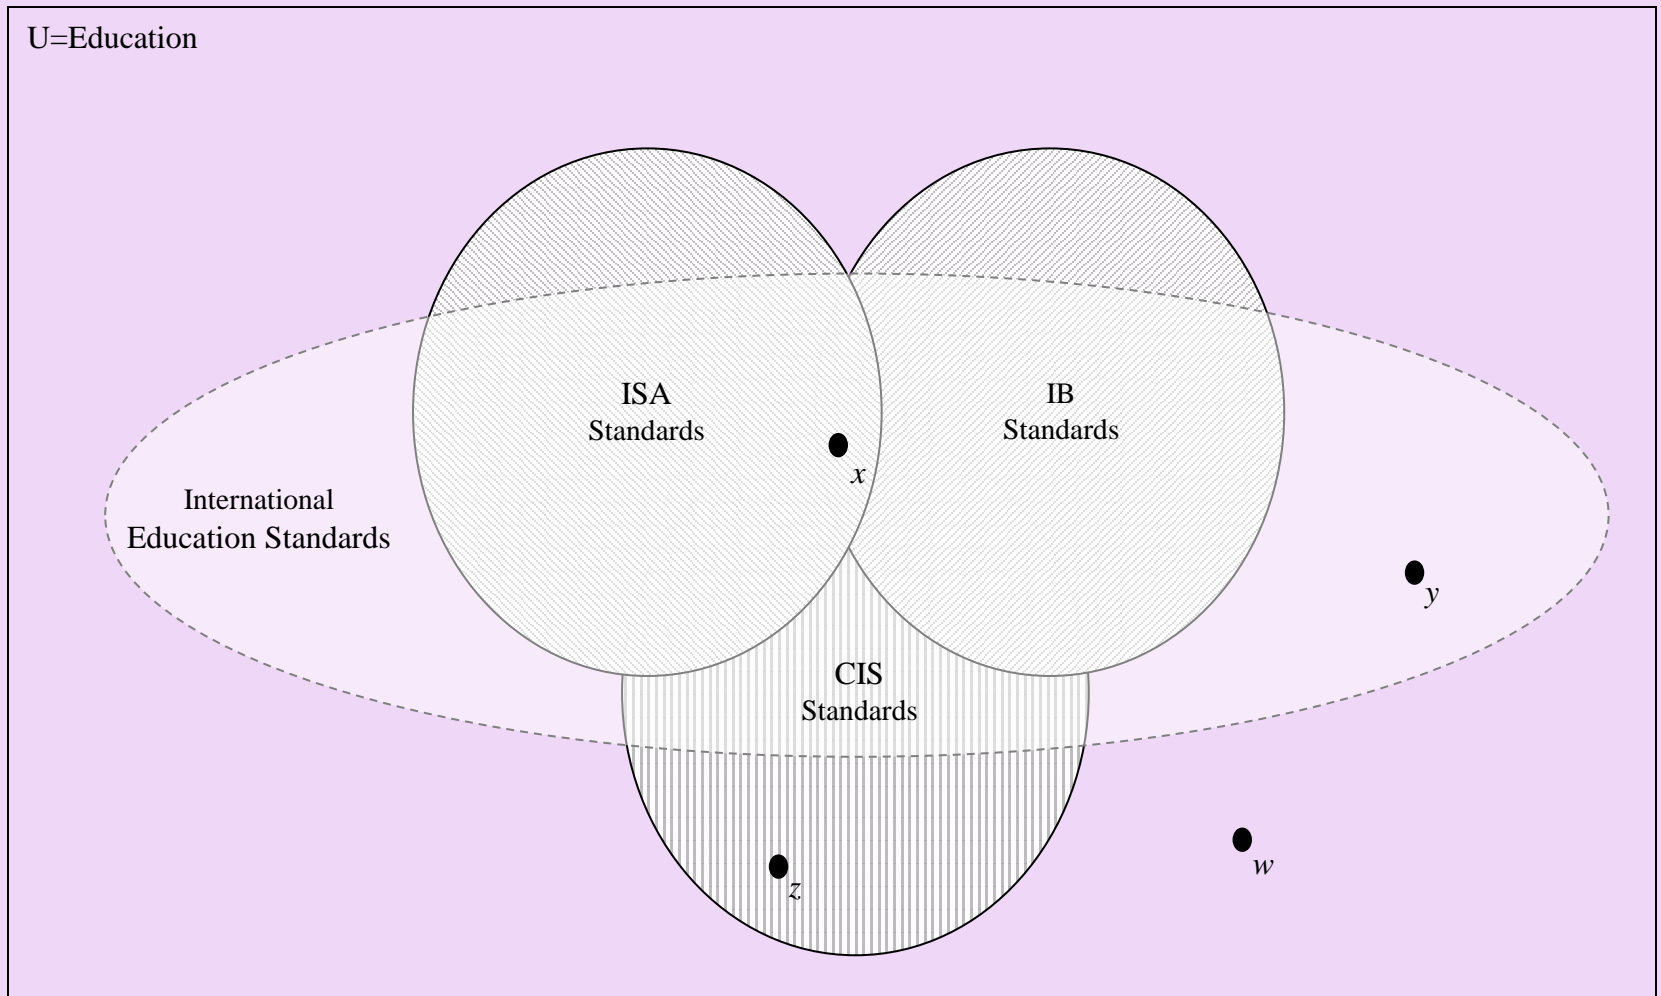 U=Education
ISA
Standards
IB
Standards
x
International
Education Standards
y
CIS
Standards
w
z